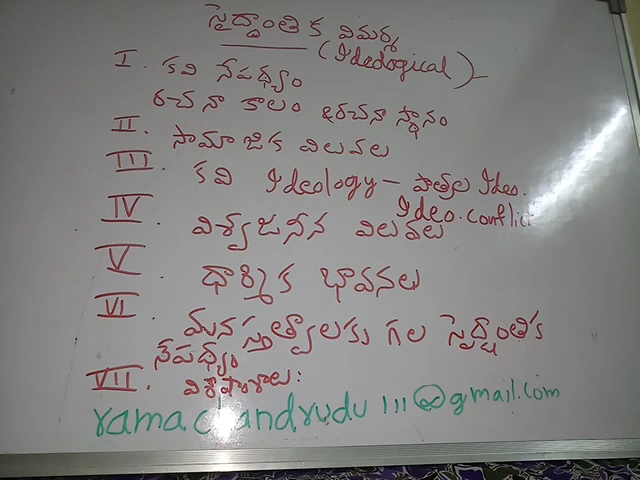 సైద్ధాంతిక విమర్శ
(Ideological)
I. కవి నేపథ్యం
రచనా కాలం &రచనా స్థానం
II. సామాజిక విలువలు
III. కవి Ideology - పాత్రల Ideo.
Ideo. conflict
IV. విశ్వజనీన విలువలు
V. ధార్మిక భావనలు
VI మనస్తత్వాలకు గల సైద్ధాంతిక
నేపథ్యం
VII. విశేషాంశాలు:
ramachandrudu111@gmail.com